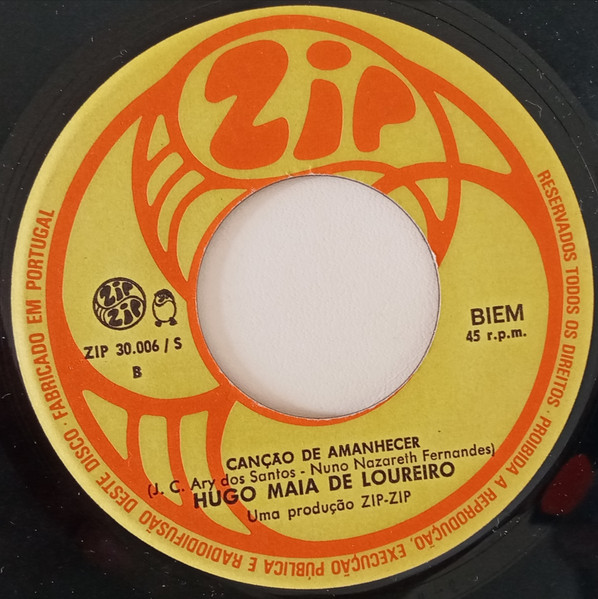 Zip
ZIP
ZIP
ZIP 30.006/S
B
BIEM
45 r.p.m.
CANÇÃO DE AMANHECER
(J. C. Ary dos Santos - Nuno Nazareth Fernandes)
HUGO MAIA DE LOUREIRO
Uma produção ZIP-ZIP
RESERVADOS TODOS OS DIREITOS · PROIBIDA A REPRODUÇÃO, EXECUÇÃO PÚBLICA E RADIODIFUSÃO DESTE DISCO · FABRICADO EM PORTUGAL